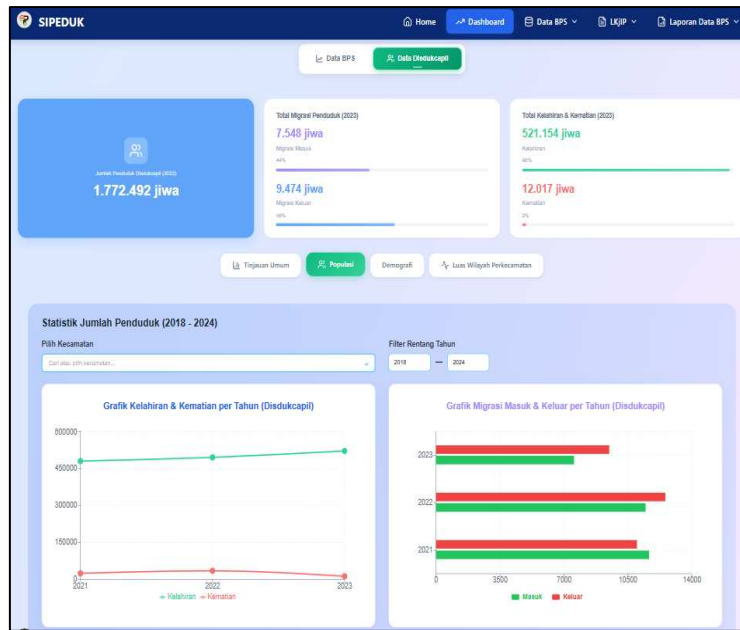 SIPEDUK
Home
Dashboard
Data BPS
LKjIP
Laporan Data BPS
Data BPS
Data Disdukcapil
Jumlah Penduduk Disdukcapil (2023)
1.772.492 jiwa
Total Migrasi Penduduk (2023)
7.548 jiwa
Migrasi Masuk
44%
9.474 jiwa
Migrasi Keluar
56%
Total Kelahiran & Kematian (2023)
521.154 jiwa
Kelahiran
98%
12.017 jiwa
Kematian
2%
Tinjauan Umum
Populasi
Demografi
Luas Wilayah Perkecamatan
Statistik Jumlah Penduduk (2018 - 2024)
Pilih Kecamatan
Cari atau pilih kecamatan...
Filter Rentang Tahun
2018 — 2024
Grafik Kelahiran & Kematian per Tahun (Disdukcapil)
600000
450000
300000
150000
0
2021 2022 2023
Kelahiran Kematian
Grafik Migrasi Masuk & Keluar per Tahun (Disdukcapil)
2023
2022
2021
0 3500 7000 10500 14000
Masuk Keluar